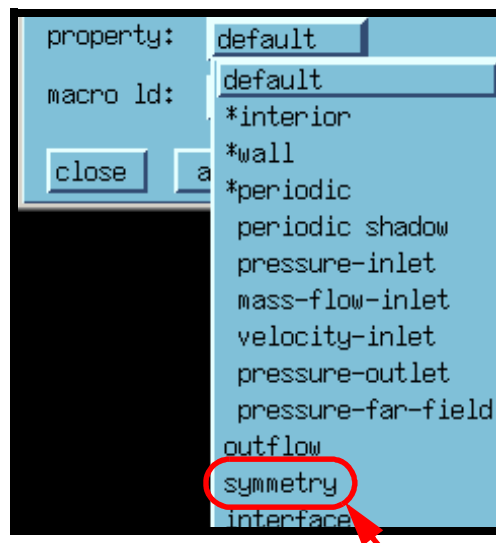 property: default
default
macro ld:
*interior
*wall
close a
*periodic
periodic shadow
pressure-inlet
mass-flow-inlet
velocity-inlet
pressure-outlet
pressure-far-field
outflow
symmetry
interface